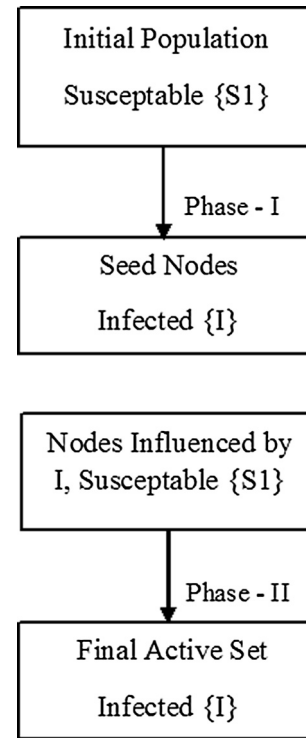 Initial Population
Susceptable {S1}
Phase - I
Seed Nodes
Infected {I}
Nodes Influenced by
I, Susceptable {S1}
Phase - II
Final Active Set
Infected {I}